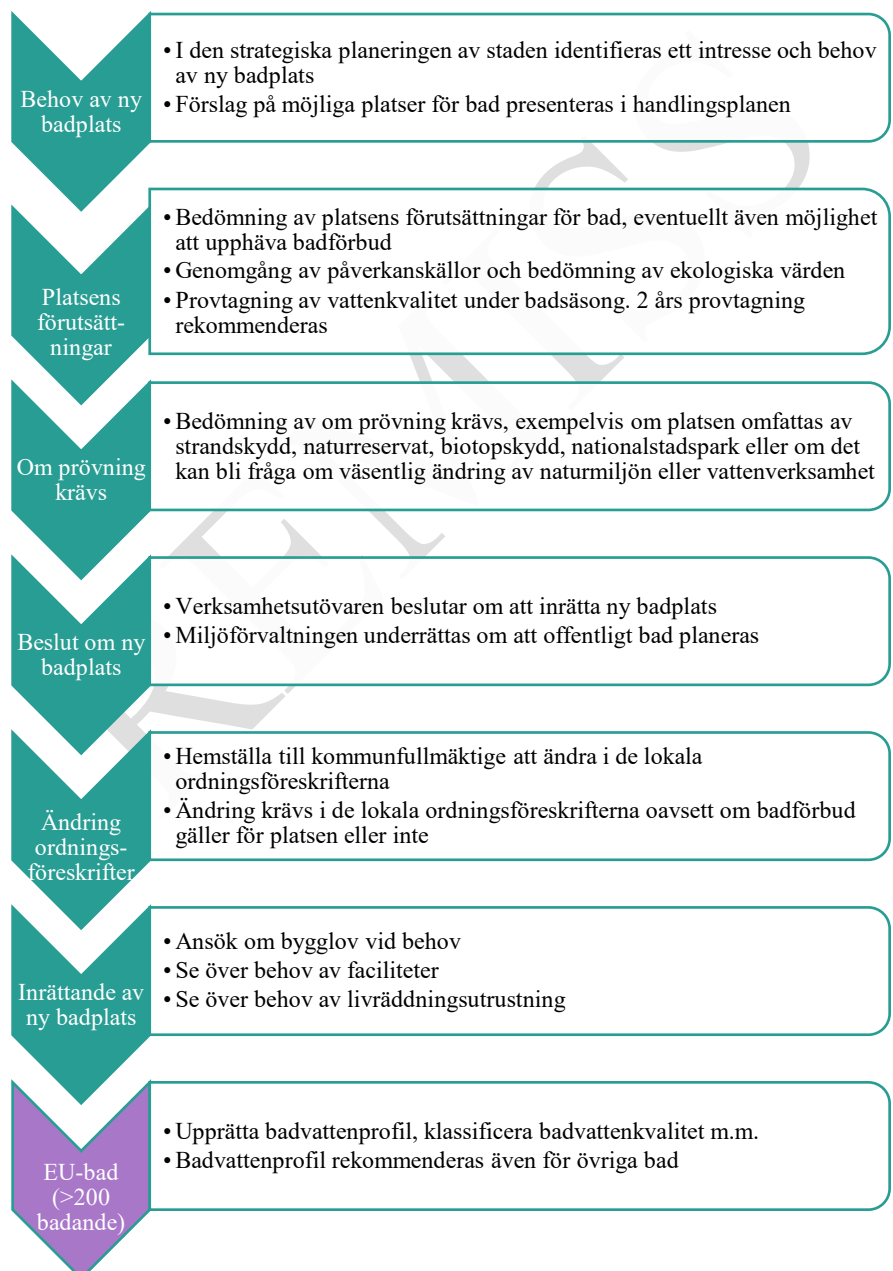 Behov av ny
badplats
• I den strategiska planeringen av staden identifieras ett intresse och behov
av ny badplats
• Förslag på möjliga platser för bad presenteras i handlingsplanen
Platsens
förutsätt-
ningar
• Bedömning av platsens förutsättningar för bad, eventuellt även möjlighet
att upphäva badförbud
• Genomgång av påverkanskällor och bedömning av ekologiska värden
• Provtagning av vattenkvalitet under badsäsong. 2 års provtagning
rekommenderas
Om prövning
krävs
• Bedömning av om prövning krävs, exempelvis om platsen omfattas av
strandskydd, naturreservat, biotopskydd, nationalstadspark eller om det
kan bli fråga om väsentlig ändring av naturmiljön eller vattenverksamhet
Beslut om ny
badplats
• Verksamhetsutövaren beslutar om att inrätta ny badplats
• Miljöförvaltningen underrättas om att offentligt bad planeras
Ändring
ordnings-
föreskrifter
• Hemställa till kommunfullmäktige att ändra i de lokala
ordningsföreskrifterna
• Ändring krävs i de lokala ordningsföreskrifterna oavsett om badförbud
gäller för platsen eller inte
Inrättande av
ny badplats
• Ansök om bygglov vid behov
• Se över behov av faciliteter
• Se över behov av livräddningsutrustning
EU-bad
(>200
badande)
• Upprätta badvattenprofil, klassificera badvattenkvalitet m.m.
• Badvattenprofil rekommenderas även för övriga bad
REMISS